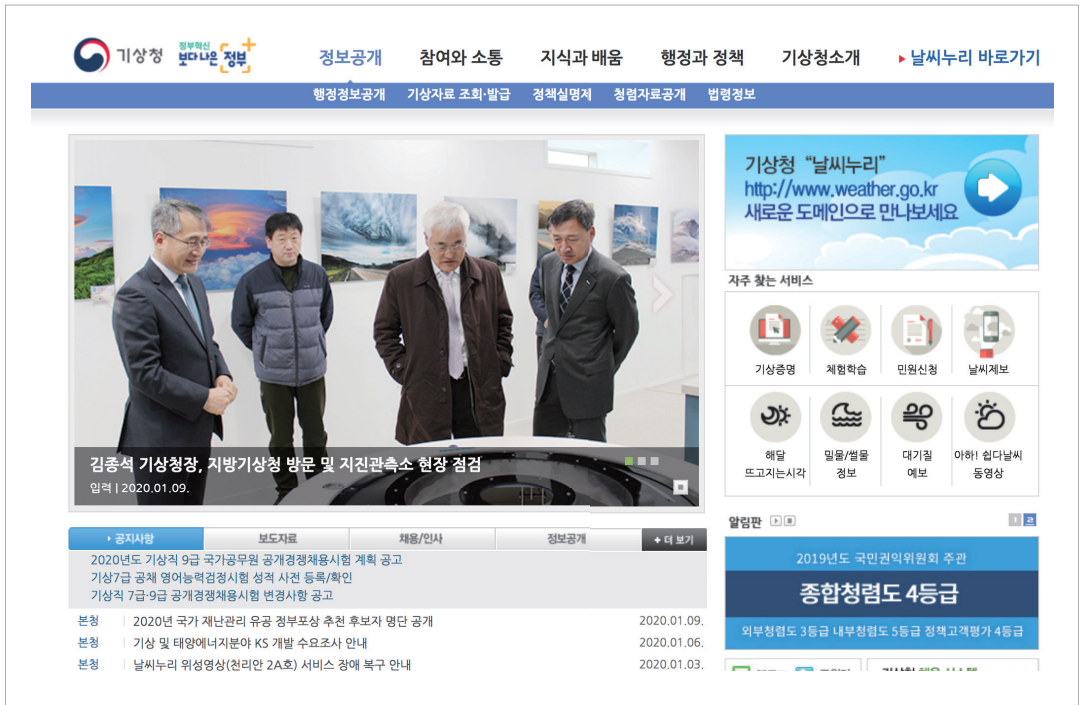 기상청
정부혁신
보다나은 정부
정보공개
참여와 소통
지식과 배움
행정과 정책
기상청소개
날씨누리 바로가기
행정정보공개
기상자료 조회·발급
정책실명제
청렴자료공개
법령정보
김종석 기상청장, 지방기상청 방문 및 지진관측소 현장 점검
입력 | 2020.01.09.
기상청 “날씨누리”
http://www.weather.go.kr
새로운 도메인으로 만나보세요
자주 찾는 서비스
기상증명
체험학습
민원신청
날씨제보
해달
뜨고지는시각
밀물/썰물
정보
대기질
예보
아하! 쉽다날씨
동영상
공지사항
보도자료
채용/인사
정보공개
+ 더 보기
2020년도 기상직 9급 국가공무원 공개경쟁채용시험 계획 공고
기상7급 공채 영어능력검정시험 성적 사전 등록/확인
기상직 7급·9급 공개경쟁채용시험 변경사항 공고
본청 2020년 국가 재난관리 유공 정부포상 추천 후보자 명단 공개 2020.01.09.
본청 기상 및 태양에너지분야 KS 개발 수요조사 안내 2020.01.06.
본청 날씨누리 위성영상(천리안 2A호) 서비스 장애 복구 안내 2020.01.03.
알림판
1 2
2019년도 국민권익위원회 주관
종합청렴도 4등급
외부청렴도 3등급 내부청렴도 5등급 정책고객평가 4등급